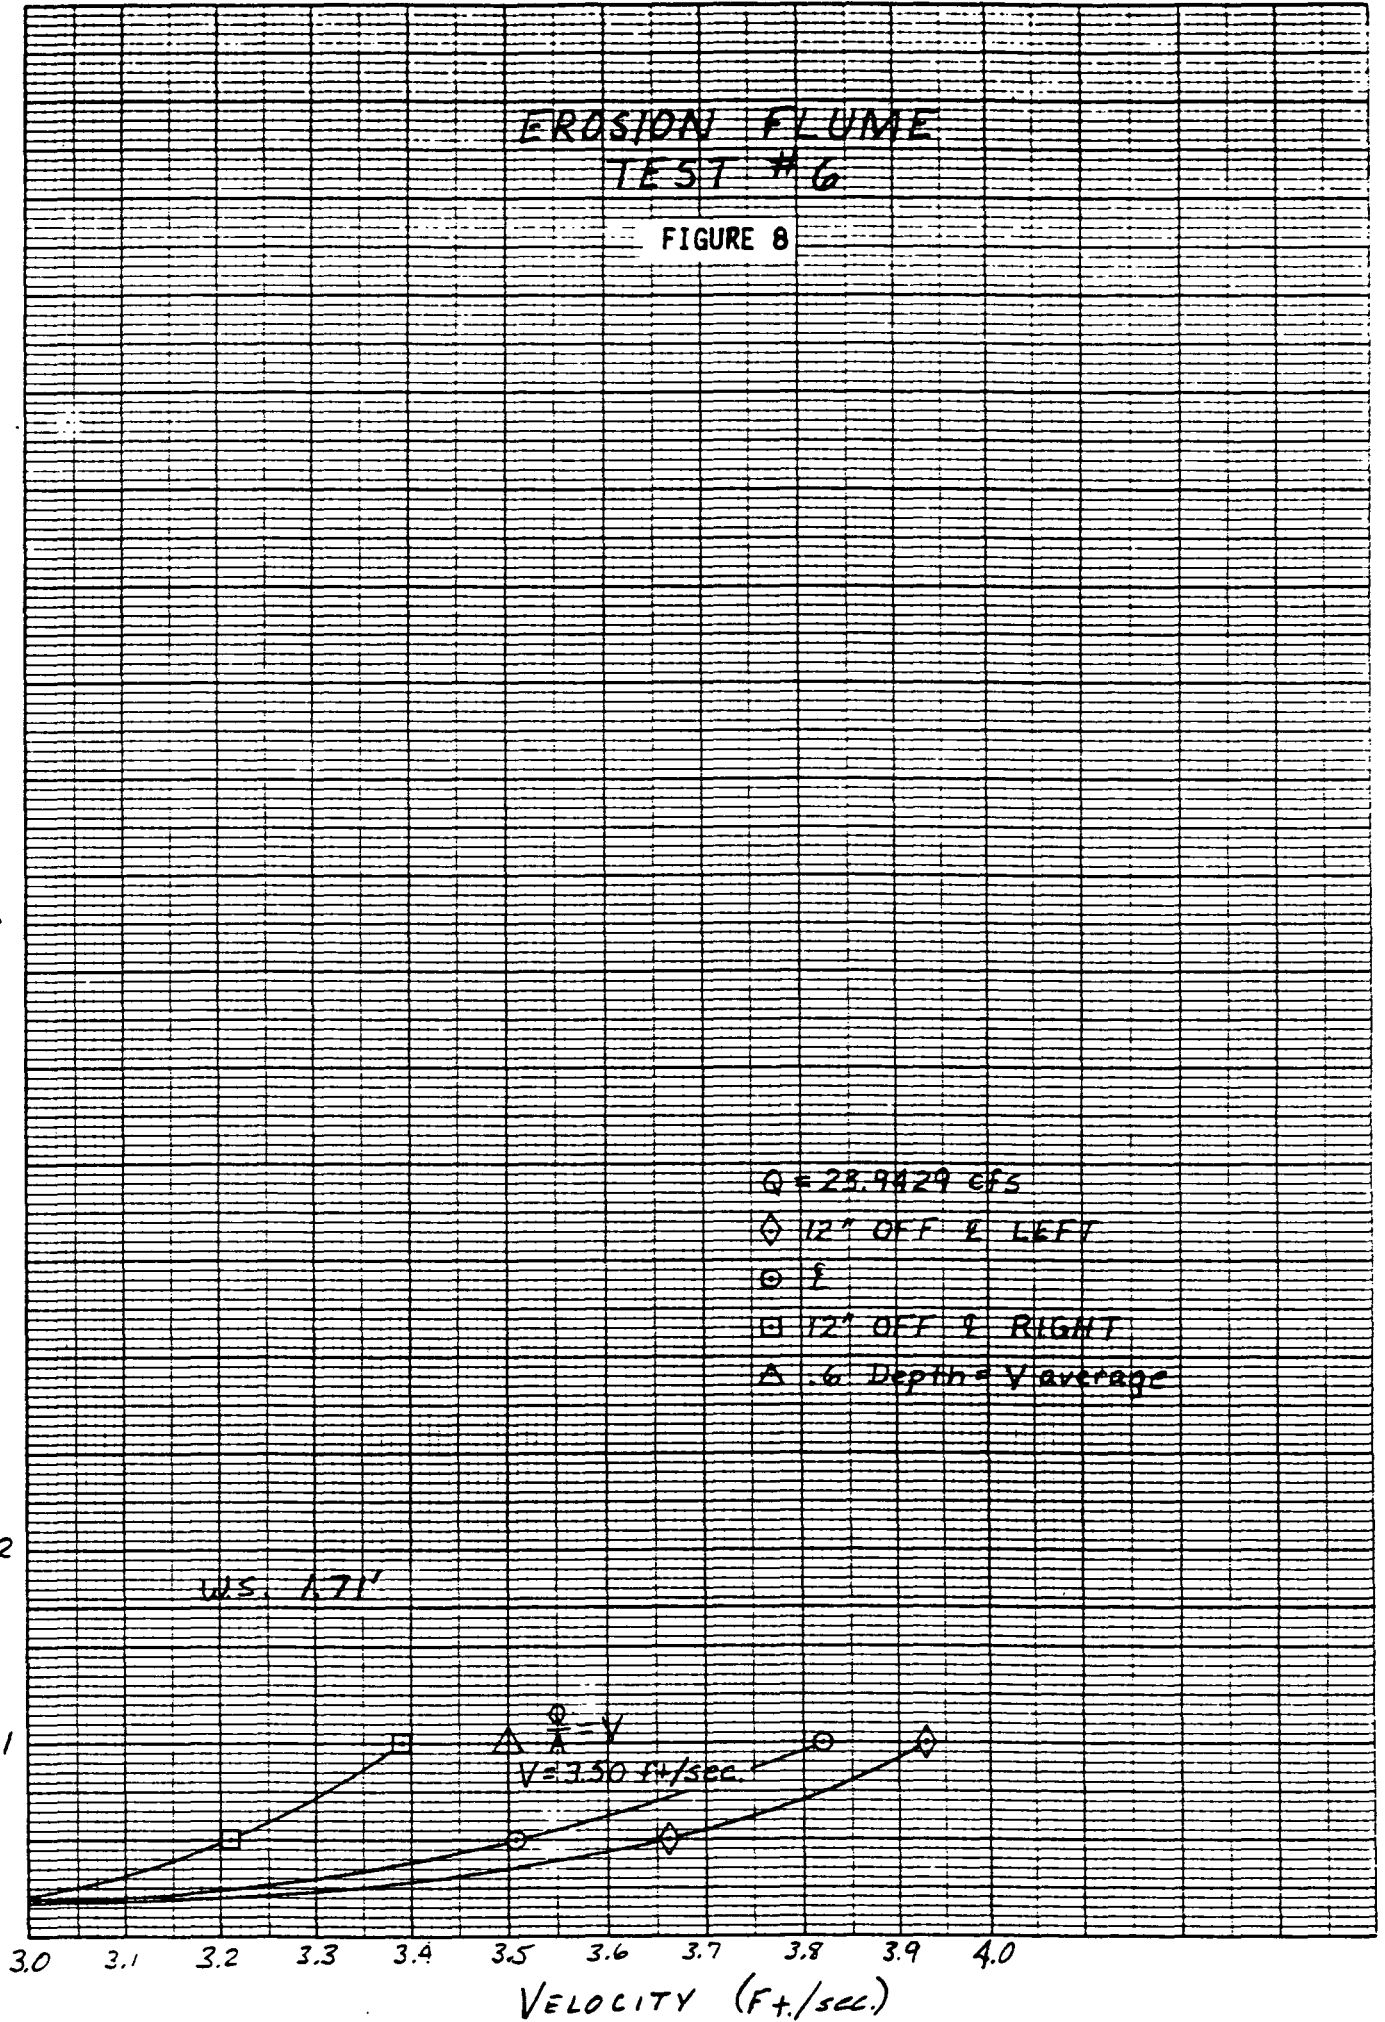 EROSION FLUME
TEST #6
FIGURE 8
Q = 23.9429 cfs
◇ 12" OFF ℄ LEFT
⊙ ℄
⊡ 12" OFF ℄ RIGHT
△ .6 Depth = V average
2
W.S. 1.71'
1
Q/A = V
V = 3.50 ft/sec.
3.0 3.1 3.2 3.3 3.4 3.5 3.6 3.7 3.8 3.9 4.0
VELOCITY (Ft./sec.)